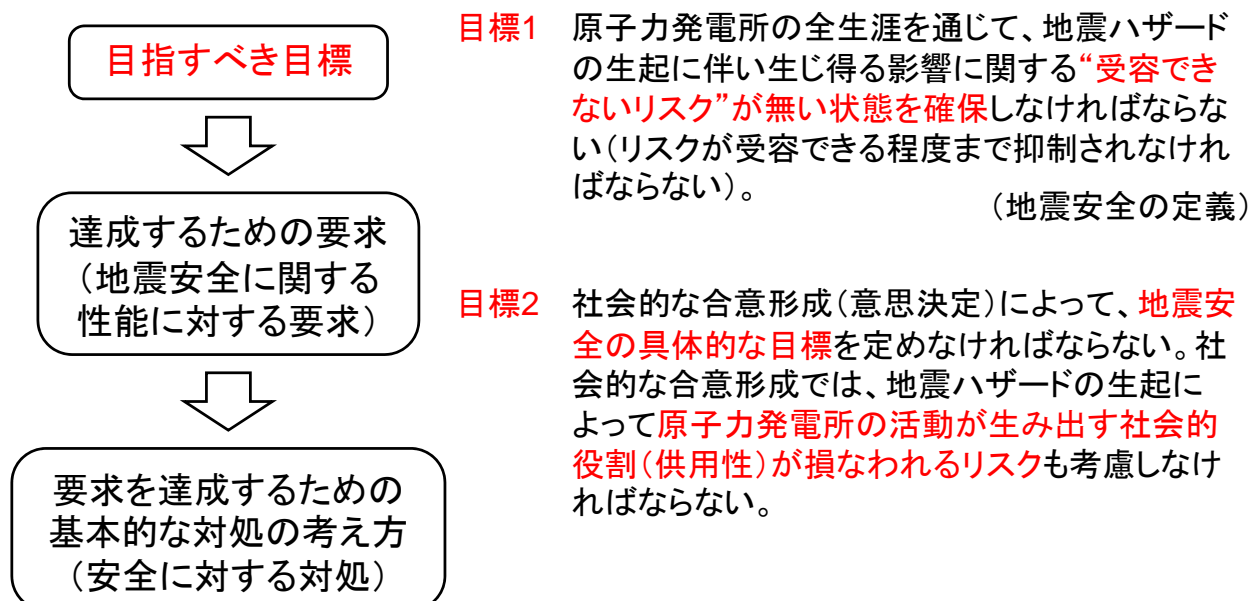 目指すべき目標
達成するための要求
（地震安全に関する
性能に対する要求）
要求を達成するための
基本的な対処の考え方
（安全に対する対処）
目標1 原子力発電所の全生涯を通じて、地震ハザード
の生起に伴い生じ得る影響に関する“受容でき
ないリスク”が無い状態を確保しなければならな
い（リスクが受容できる程度まで抑制されなけれ
ばならない）。
（地震安全の定義）
目標2 社会的な合意形成（意思決定）によって、地震安
全の具体的な目標を定めなければならない。社
会的な合意形成では、地震ハザードの生起に
よって原子力発電所の活動が生み出す社会的
役割（供用性）が損なわれるリスクも考慮しなけ
ればならない。